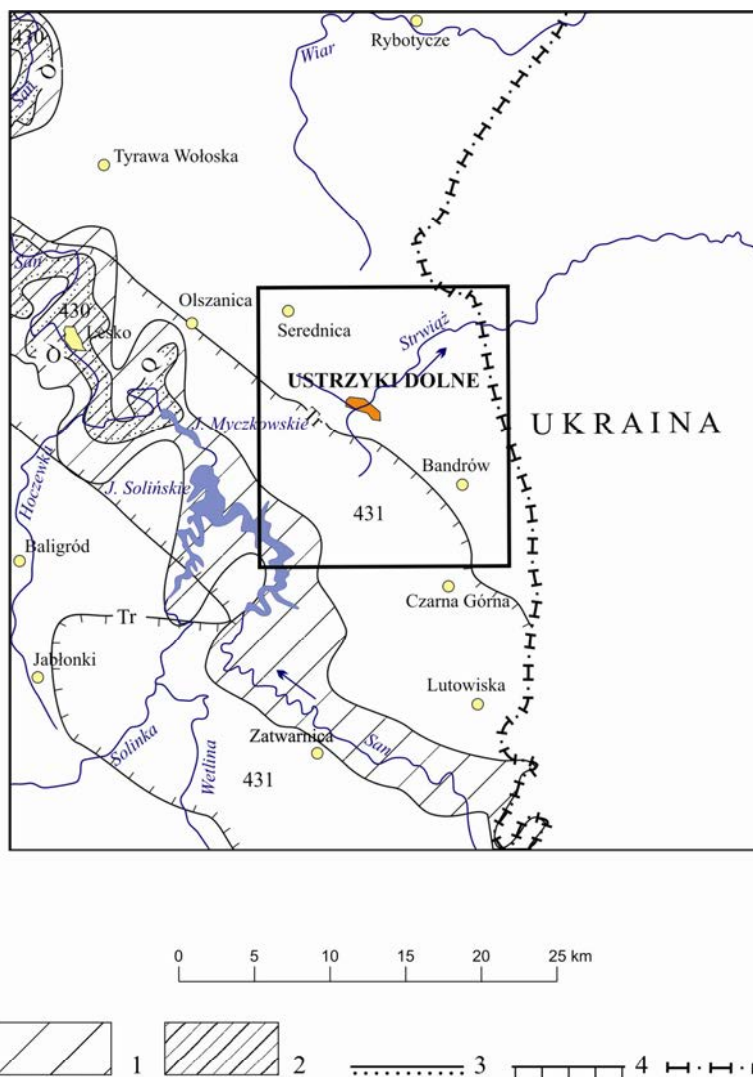 430
Q
San
Wiar
Rybotycze
Tyrawa Wołoska
San
430
Lesko
Q
Q
Olszanica
Serednica
Strwiąż
USTRZYKI DOLNE
Tr
J. Myczkowskie
UKRAINA
Hoczewka
J. Solińskie
Bandrów
431
Baligród
Czarna Górna
Tr
Jabłonki
Lutowiska
Solinka
Wetlina
Zatwarnica
San
431
0 5 10 15 20 25 km
1 2 3 4